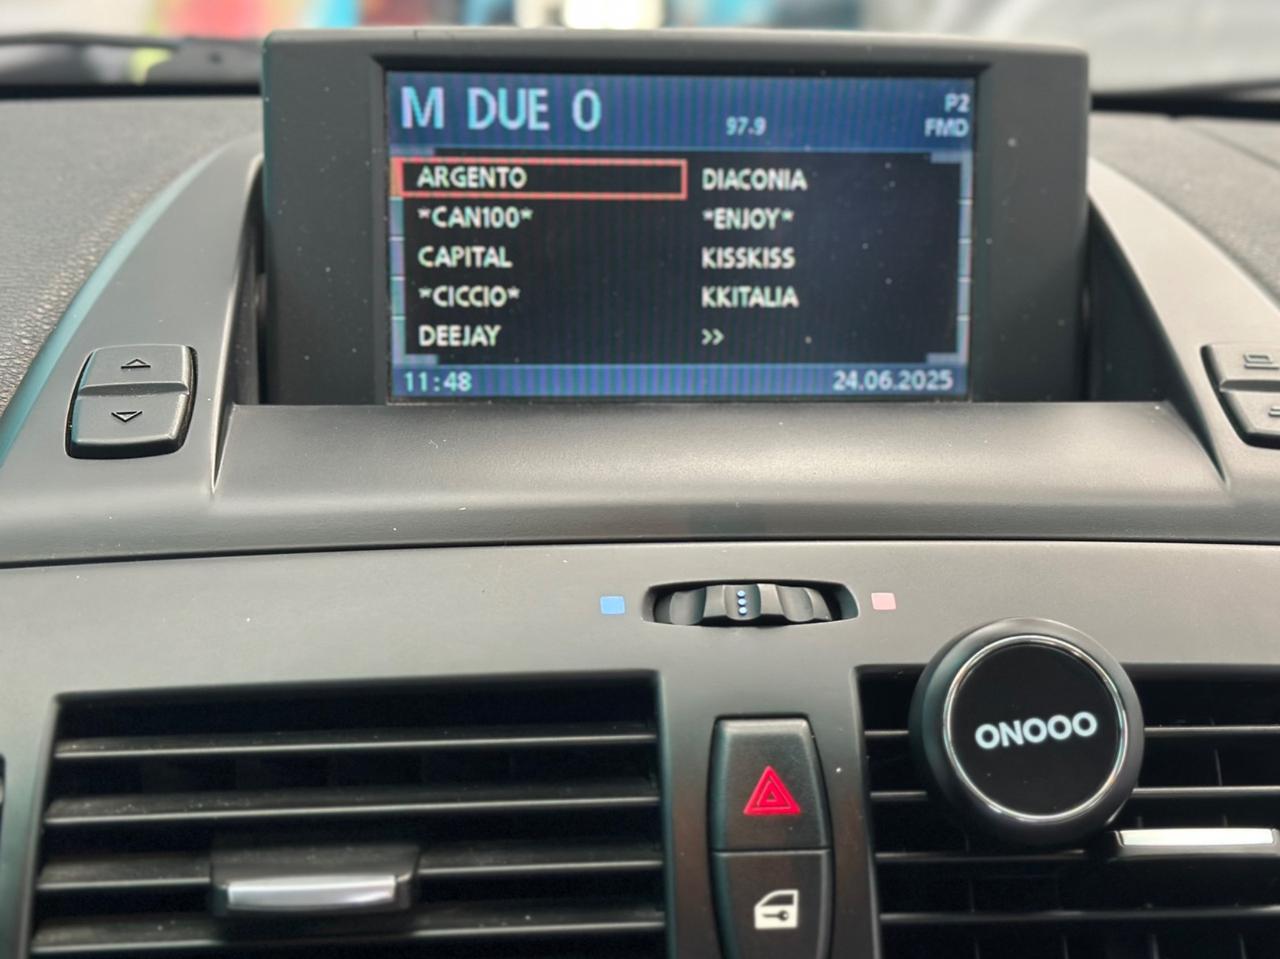 M DUE O
97.9
P2
FMD
ARGENTO
*CAN100*
CAPITAL
*CICCIO*
DEEJAY
DIACONIA
*ENJOY*
KISSKISS
KKITALIA
>>
11:48
24.06.2025
ONOOO